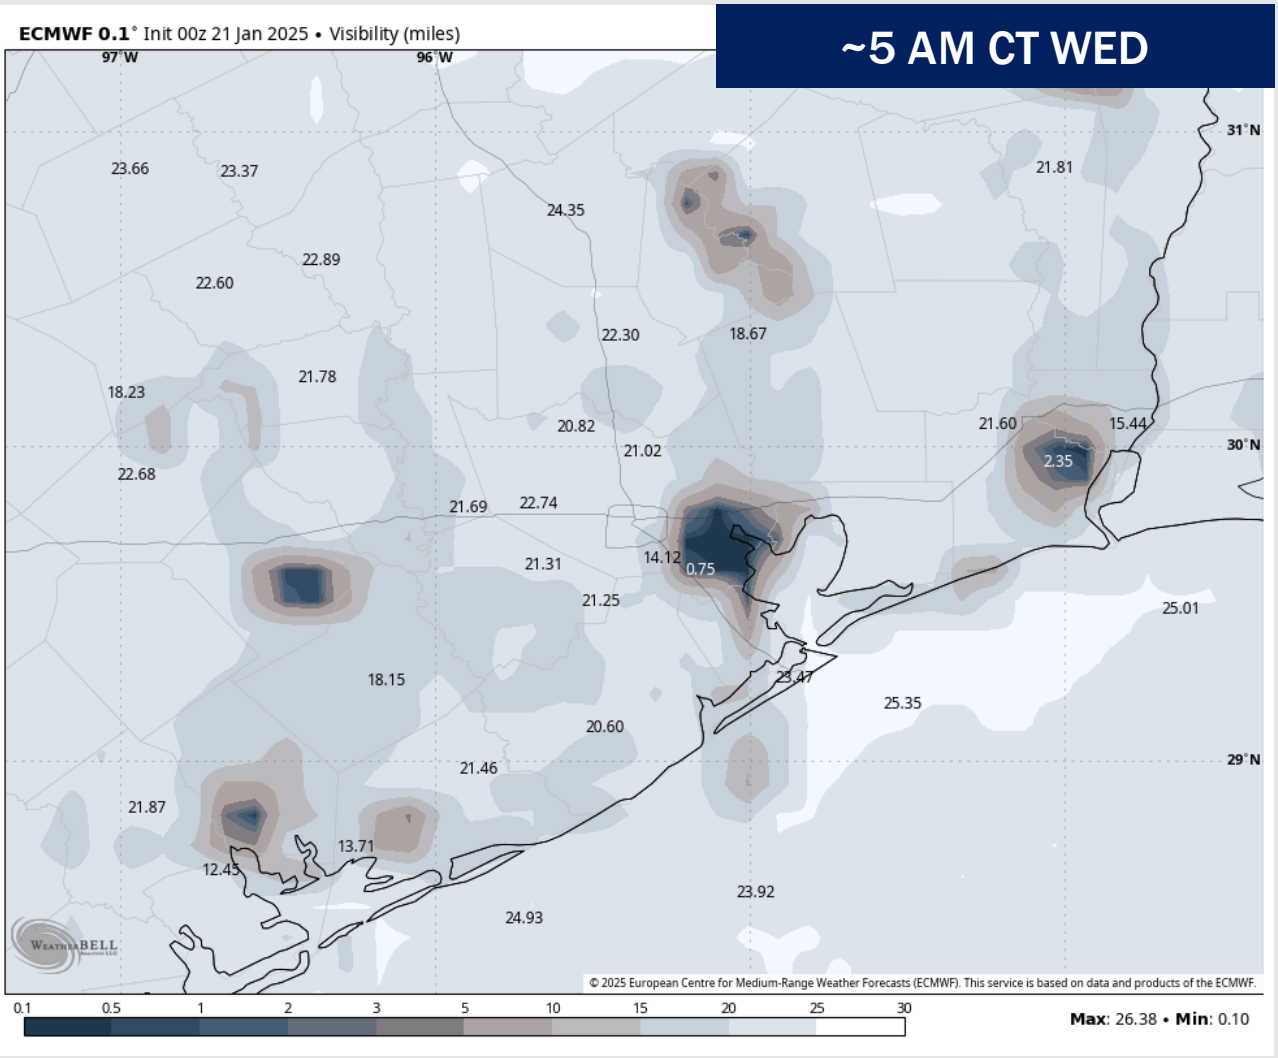 ECMWF 0.1° Init 00z 21 Jan 2025 • Visibility (miles)
~5 AM CT WED
97°W 96°W
31°N
23.66 23.37 21.81
24.35
22.89
22.60
22.30 18.67
21.78
18.23
20.82 21.60 15.44
30°N
21.02
2.35
22.68
21.69 22.74
14.12
21.31 0.75
21.25
25.01
18.15 23.47
25.35
20.60
29°N
21.46
21.87
13.71
12.45
23.92
24.93
WEATHERBELL
© 2025 European Centre for Medium-Range Weather Forecasts (ECMWF). This service is based on data and products of the ECMWF.
0.1 0.5 1 2 3 5 10 15 20 25 30
Max: 26.38 • Min: 0.10